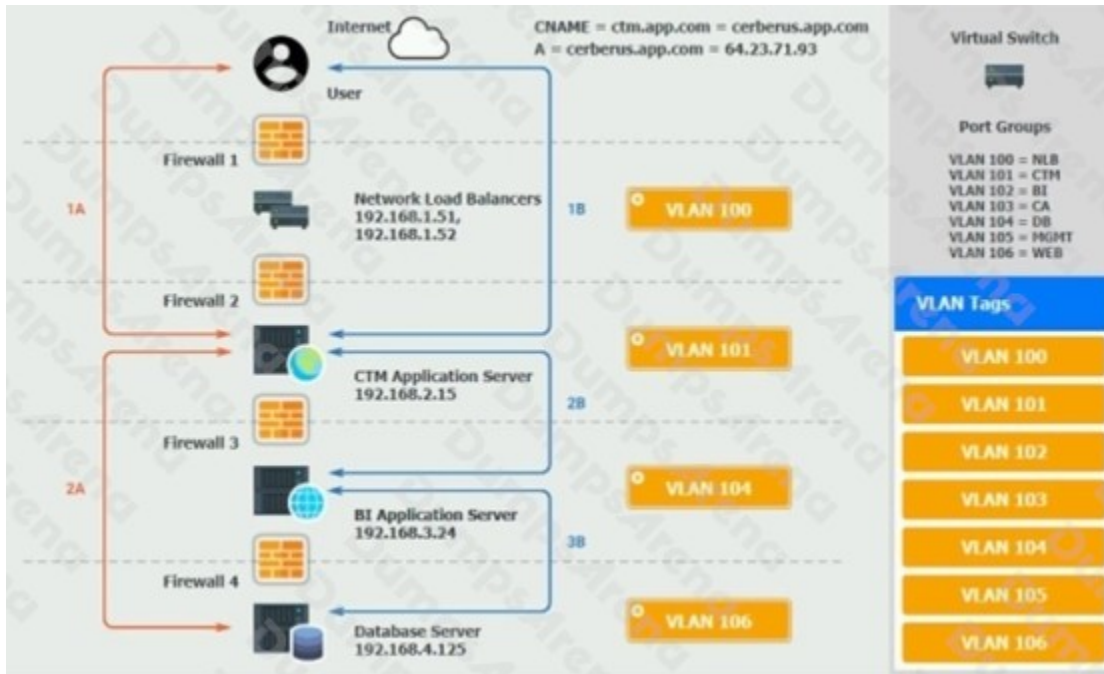 Internet
CNAME = ctm.app.com = cerberus.app.com
A = cerberus.app.com = 64.23.71.93
User
Firewall 1
1A
Network Load Balancers
192.168.1.51,
192.168.1.52
1B
VLAN 100
Firewall 2
CTM Application Server
192.168.2.15
VLAN 101
2B
Firewall 3
2A
BI Application Server
192.168.3.24
VLAN 104
3B
Firewall 4
Database Server
192.168.4.125
VLAN 106
Virtual Switch
Port Groups
VLAN 100 = NLB
VLAN 101 = CTM
VLAN 102 = BI
VLAN 103 = CA
VLAN 104 = DB
VLAN 105 = MGMT
VLAN 106 = WEB
VLAN Tags
VLAN 100
VLAN 101
VLAN 102
VLAN 103
VLAN 104
VLAN 105
VLAN 106
DumpsArena